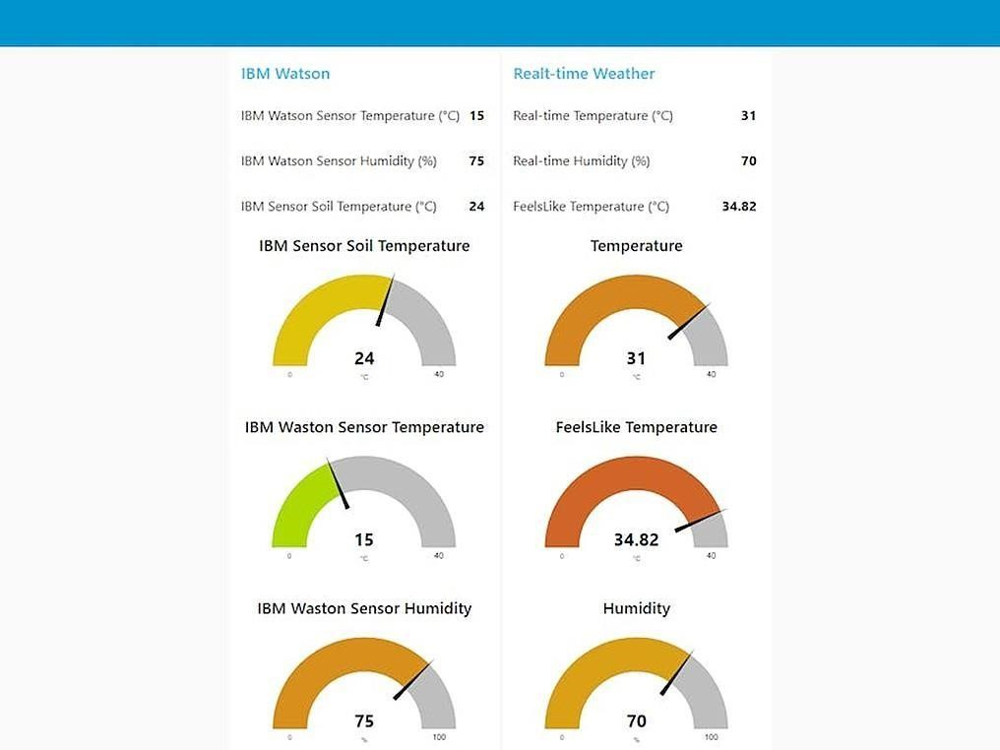 IBM Watson
IBM Watson Sensor Temperature (°C) 15
IBM Watson Sensor Humidity (%) 75
IBM Sensor Soil Temperature (°C) 24
IBM Sensor Soil Temperature
24
°C
0 40
IBM Waston Sensor Temperature
15
°C
0 40
IBM Waston Sensor Humidity
75
%
0 100
Realt-time Weather
Real-time Temperature (°C) 31
Real-time Humidity (%) 70
FeelsLike Temperature (°C) 34.82
Temperature
31
°C
0 40
FeelsLike Temperature
34.82
°C
0 40
Humidity
70
%
0 100